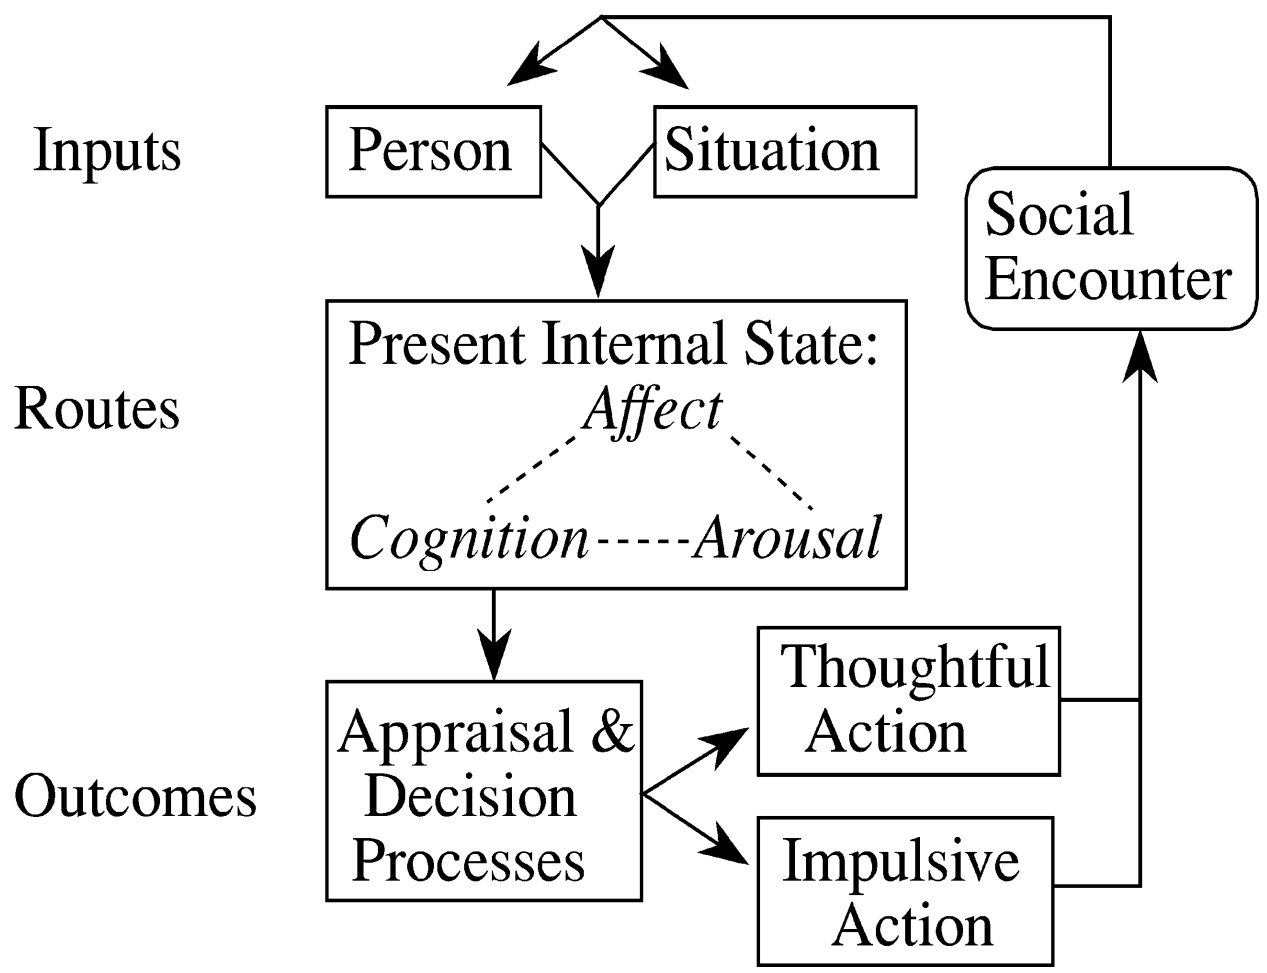 Inputs
Person
Situation
Social
Encounter
Routes
Present Internal State:
Affect
Cognition
Arousal
Outcomes
Appraisal &
Decision
Processes
Thoughtful
Action
Impulsive
Action